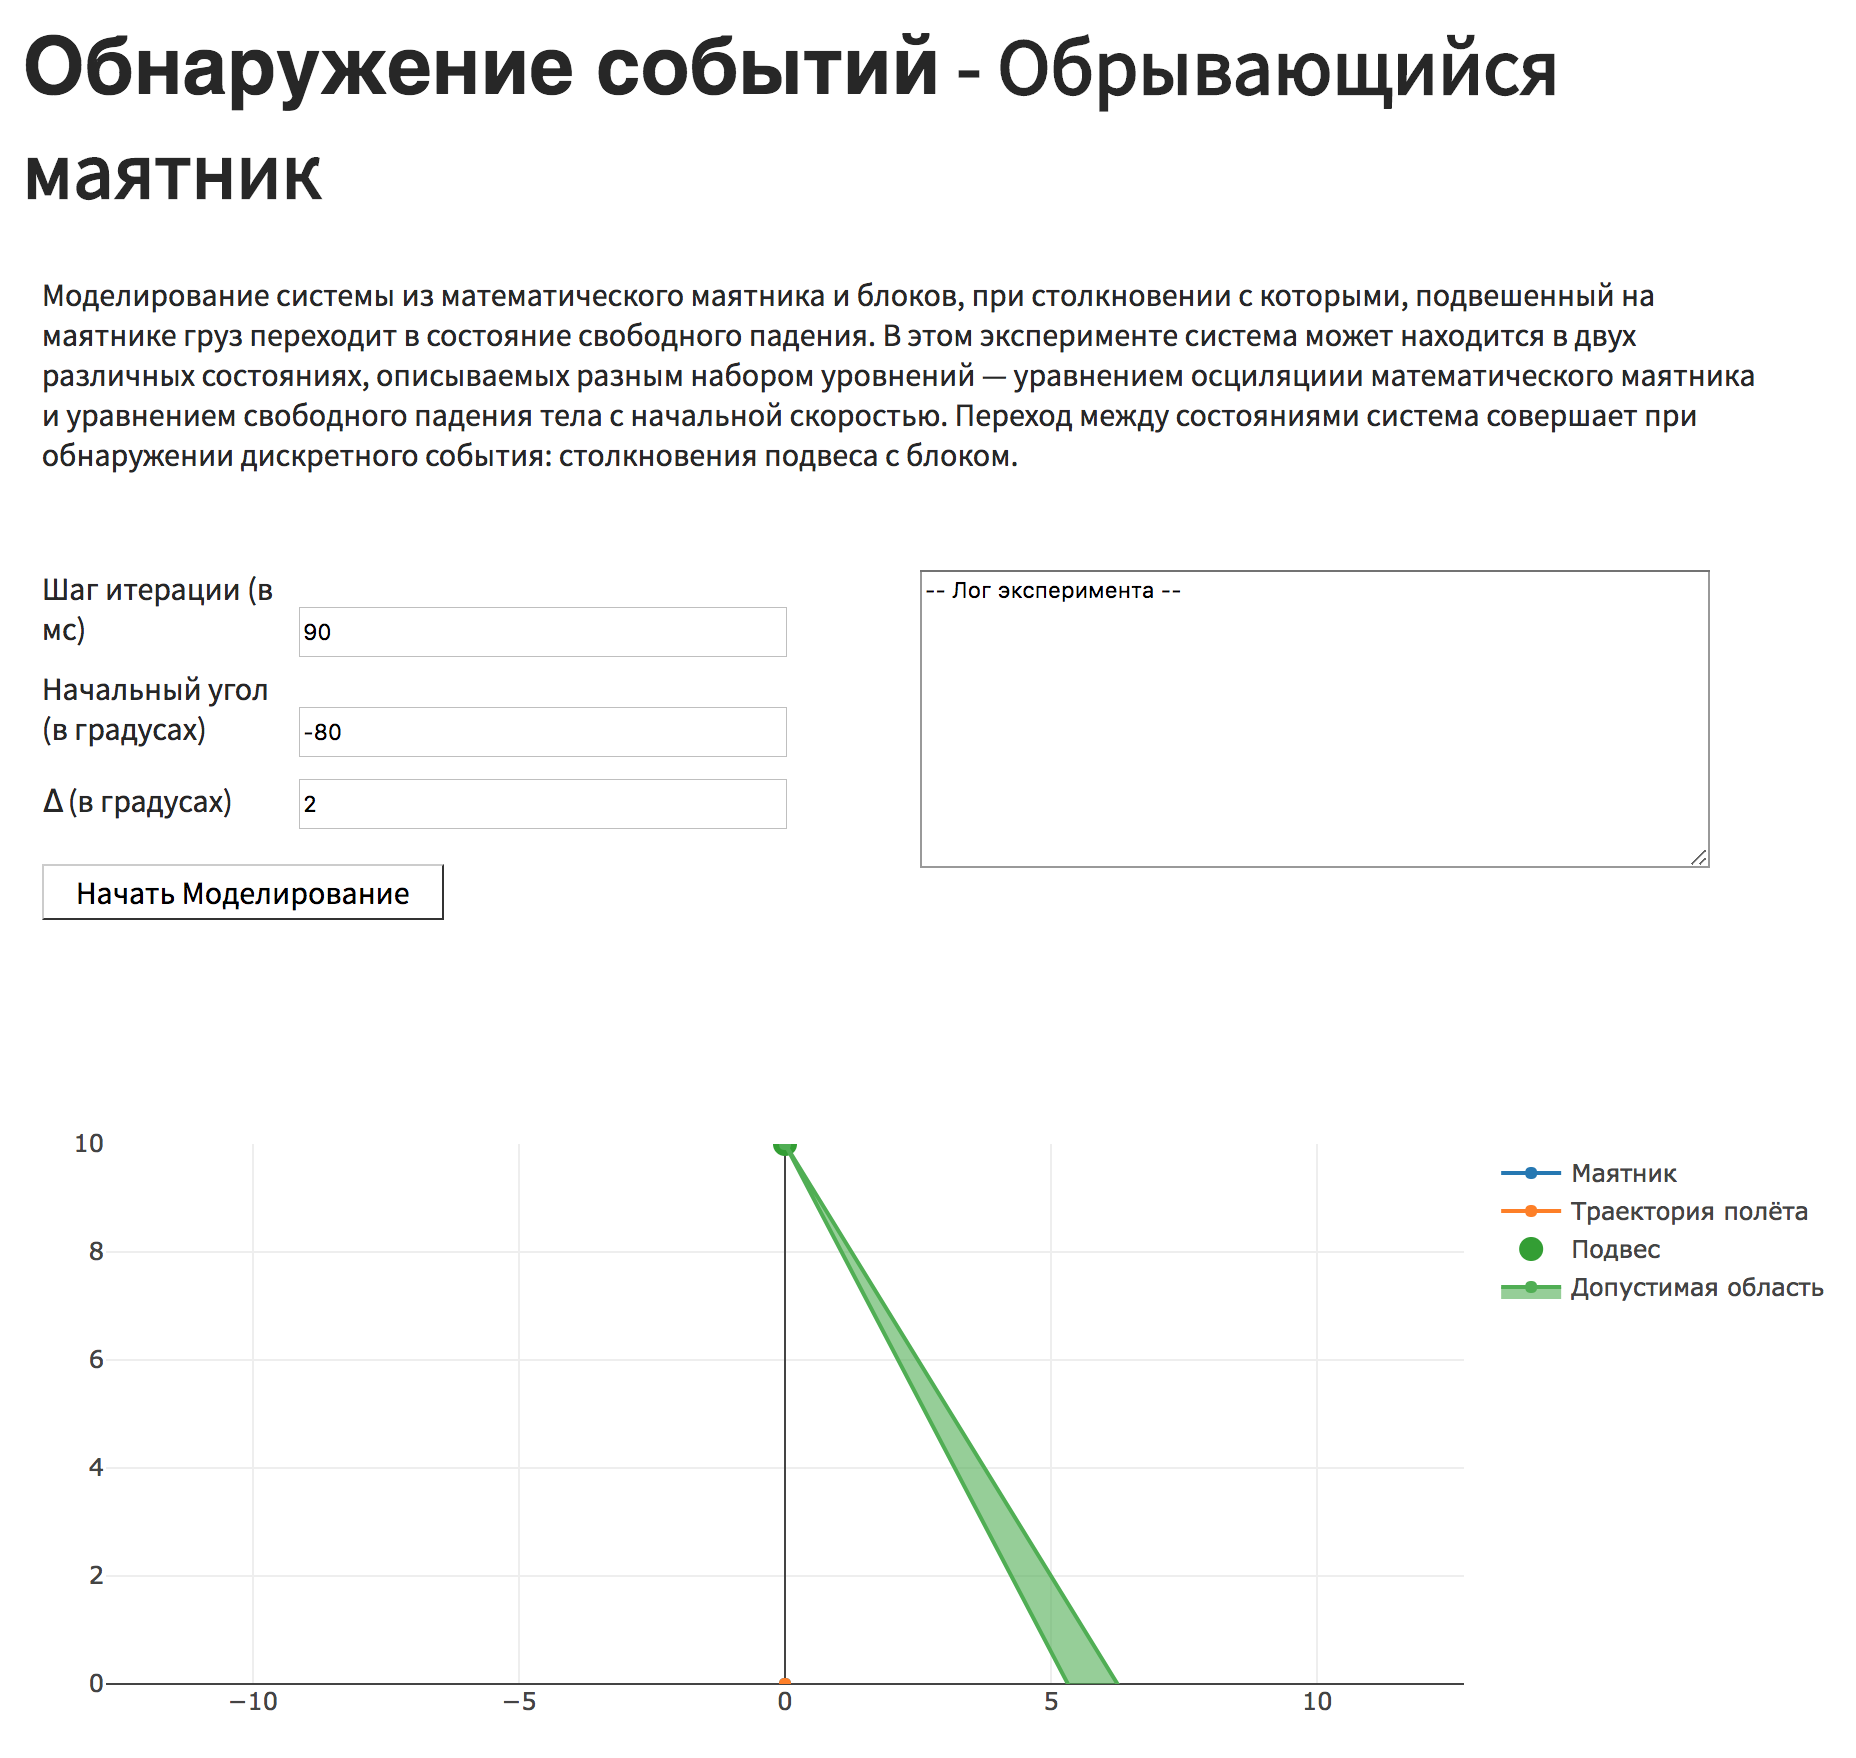 Обнаружение событий - Обрывающийся
маятник
Моделирование системы из математического маятника и блоков, при столкновении с которыми, подвешенный на
маятнике груз переходит в состояние свободного падения. В этом эксперименте система может находится в двух
различных состояниях, описываемых разным набором уровнений — уравнением осциляциии математического маятника
и уравнением свободного падения тела с начальной скоростью. Переход между состояниями система совершает при
обнаружении дискретного события: столкновения подвеса с блоком.
Шаг итерации (в
мс)
90
Начальный угол
(в градусах)
-80
Δ (в градусах)
2
Начать Моделирование
-- Лог эксперимента --
10
8
6
4
2
0
−10
−5
0
5
10
Маятник
Траектория полёта
Подвес
Допустимая область